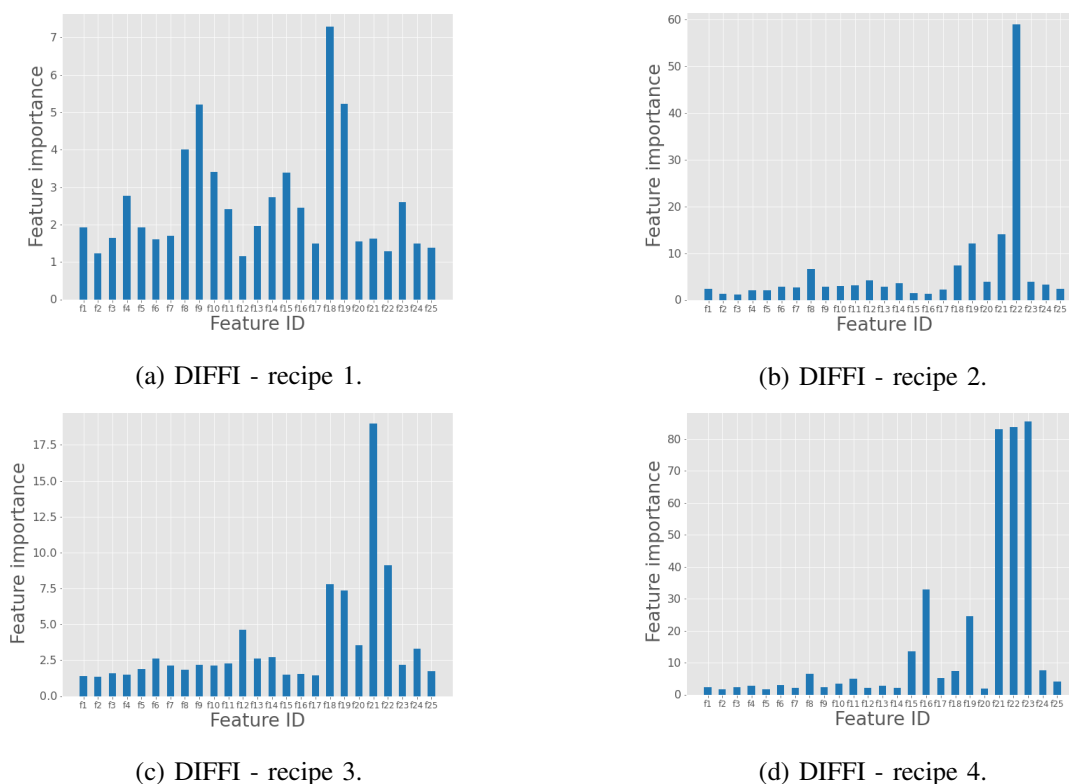 7
6
5
4
3
2
1
0
Feature importance
f1 f2 f3 f4 f5 f6 f7 f8 f9 f10 f11 f12 f13 f14 f15 f16 f17 f18 f19 f20 f21 f22 f23 f24 f25
Feature ID
(a) DIFFI - recipe 1.
60
50
40
30
20
10
0
Feature importance
f1 f2 f3 f4 f5 f6 f7 f8 f9 f10 f11 f12 f13 f14 f15 f16 f17 f18 f19 f20 f21 f22 f23 f24 f25
Feature ID
(b) DIFFI - recipe 2.
17.5
15.0
12.5
10.0
7.5
5.0
2.5
0.0
Feature importance
f1 f2 f3 f4 f5 f6 f7 f8 f9 f10 f11 f12 f13 f14 f15 f16 f17 f18 f19 f20 f21 f22 f23 f24 f25
Feature ID
(c) DIFFI - recipe 3.
80
70
60
50
40
30
20
10
0
Feature importance
f1 f2 f3 f4 f5 f6 f7 f8 f9 f10 f11 f12 f13 f14 f15 f16 f17 f18 f19 f20 f21 f22 f23 f24 f25
Feature ID
(d) DIFFI - recipe 4.